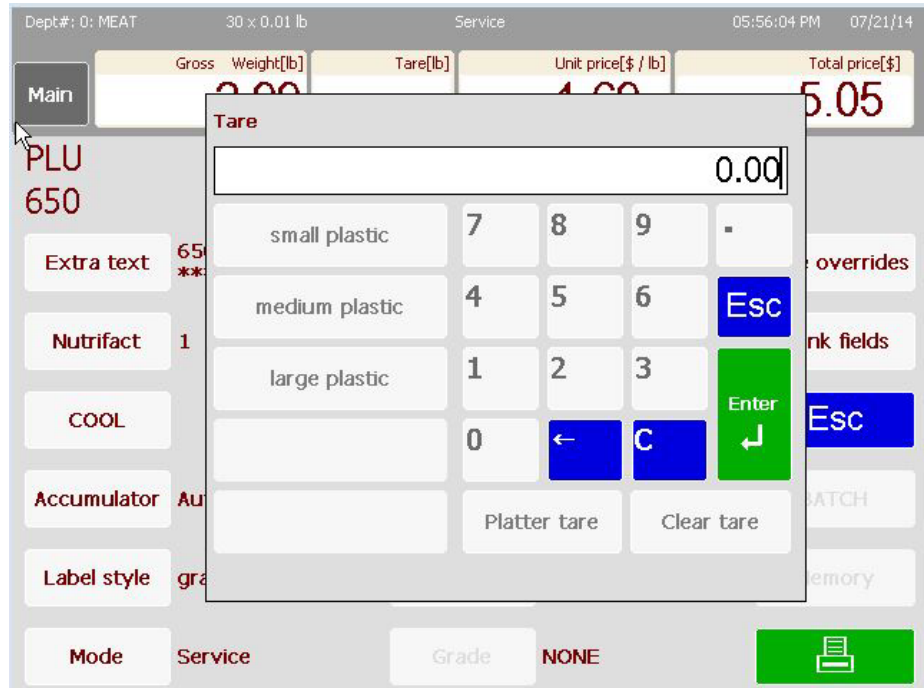 Dept#: 0: MEAT 30 x 0.01 lb Service 05:56:04 PM 07/21/14
Gross Weight[lb] Tare[lb] Unit price[$ / lb] Total price[$]
Main 5.05
Tare
0.00
PLU
650
small plastic 7 8 9 .
Extra text overrides
medium plastic 4 5 6 Esc
Nutrifact 1 fields
large plastic 1 2 3 Enter
COOL Esc
0 ← C
Accumulator BATCH
Platter tare Clear tare
Label style
Mode Service Grade NONE